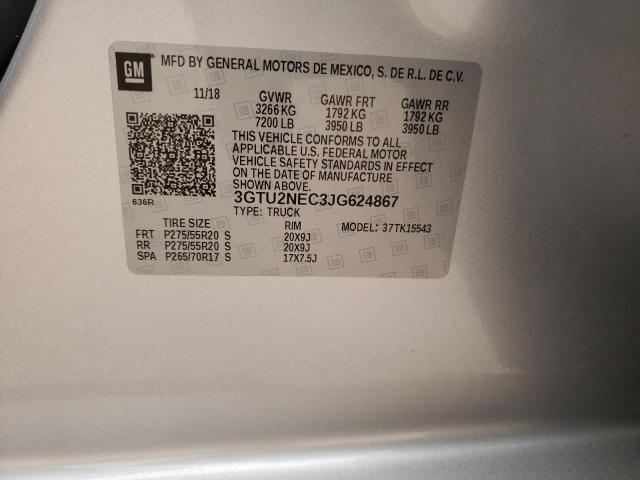 GM
MFD BY GENERAL MOTORS DE MEXICO, S. DE R.L. DE C.V.
11/18 GVWR GAWR FRT GAWR RR
3266 KG 1792 KG 1792 KG
7200 LB 3950 LB 3950 LB
THIS VEHICLE CONFORMS TO ALL
APPLICABLE U.S. FEDERAL MOTOR
VEHICLE SAFETY STANDARDS IN EFFECT
ON THE DATE OF MANUFACTURE
SHOWN ABOVE.
636R
3GTU2NEC3JG624867
TYPE: TRUCK
TIRE SIZE RIM MODEL: 37TK15543
FRT P275/55R20 S 20X9J
RR P275/55R20 S 20X9J
SPA P265/70R17 S 17X7.5J